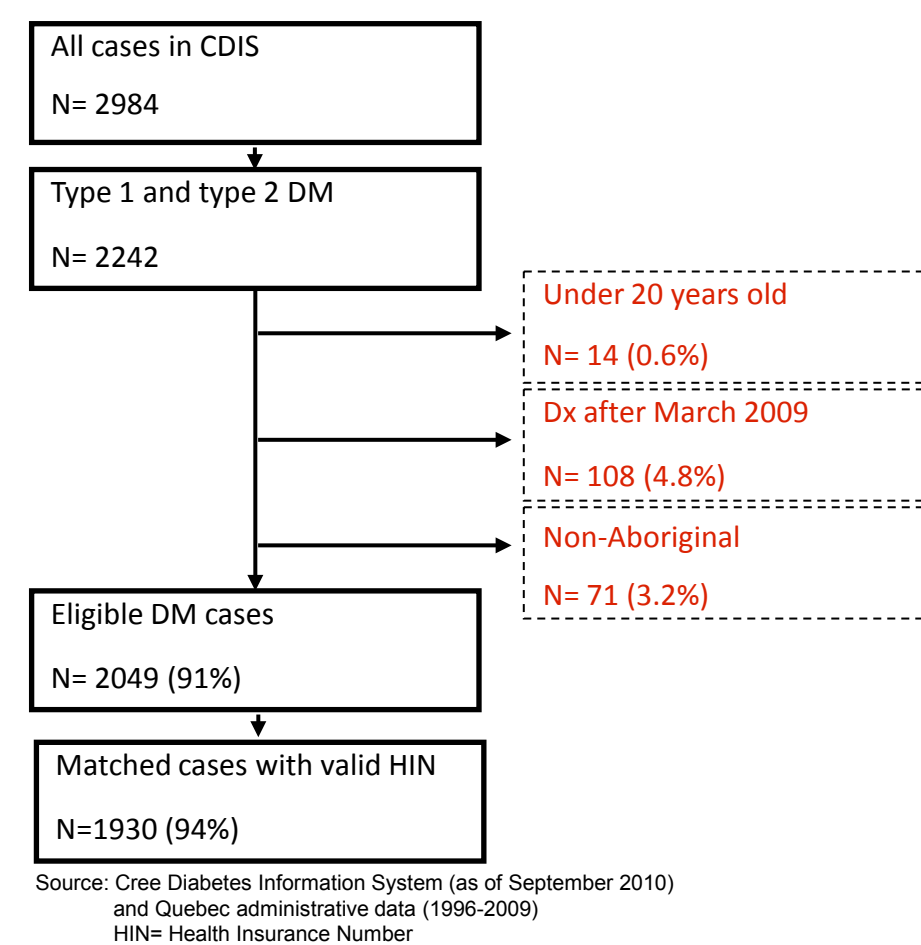 All cases in CDIS
N= 2984
Type 1 and type 2 DM
N= 2242
Under 20 years old
N= 14 (0.6%)
Dx after March 2009
N= 108 (4.8%)
Non-Aboriginal
N= 71 (3.2%)
Eligible DM cases
N= 2049 (91%)
Matched cases with valid HIN
N=1930 (94%)
Source: Cree Diabetes Information System (as of September 2010)
and Quebec administrative data (1996-2009)
HIN= Health Insurance Number